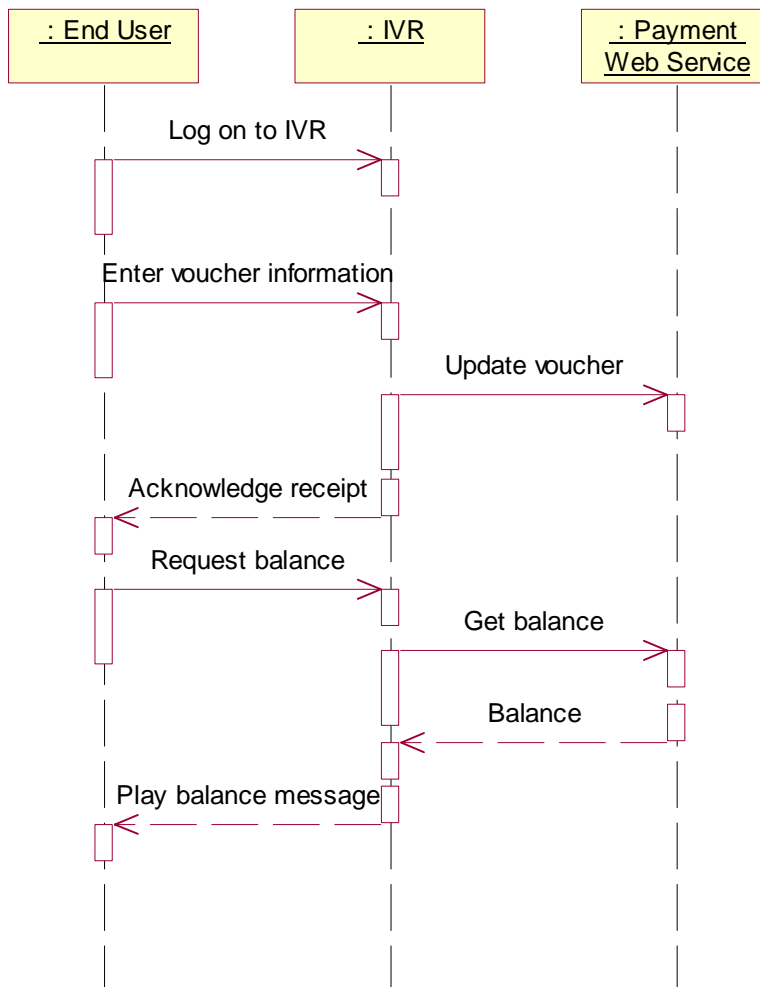 : End User
: IVR
: Payment
Web Service
Log on to IVR
Enter voucher information
Update voucher
Acknowledge receipt
Request balance
Get balance
Balance
Play balance message